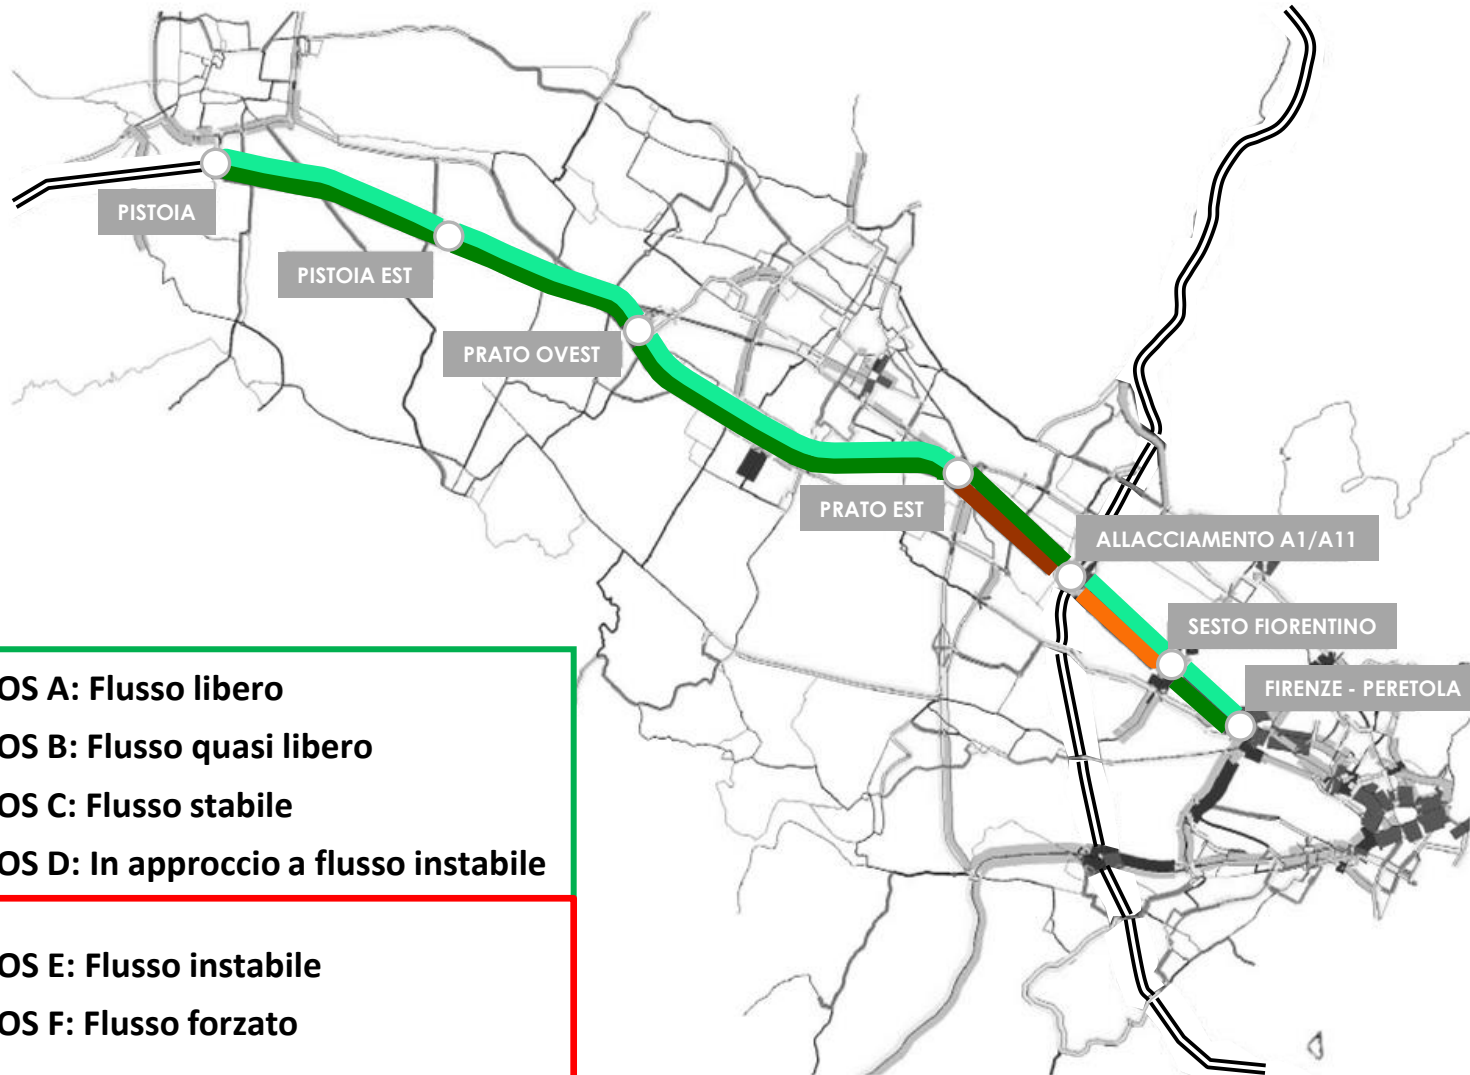 PISTOIA
PISTOIA EST
PRATO OVEST
PRATO EST
ALLACCIAMENTO A1/A11
SESTO FIORENTINO
FIRENZE - PERETOLA
OS A: Flusso libero
OS B: Flusso quasi libero
OS C: Flusso stabile
OS D: In approccio a flusso instabile
OS E: Flusso instabile
OS F: Flusso forzato